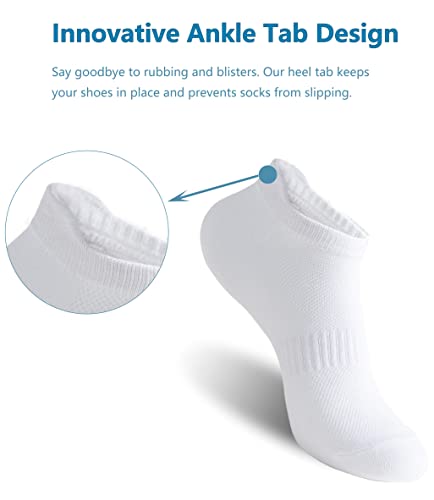 Innovative Ankle Tab Design
Say goodbye to rubbing and blisters. Our heel tab keeps
your shoes in place and prevents socks from slipping.